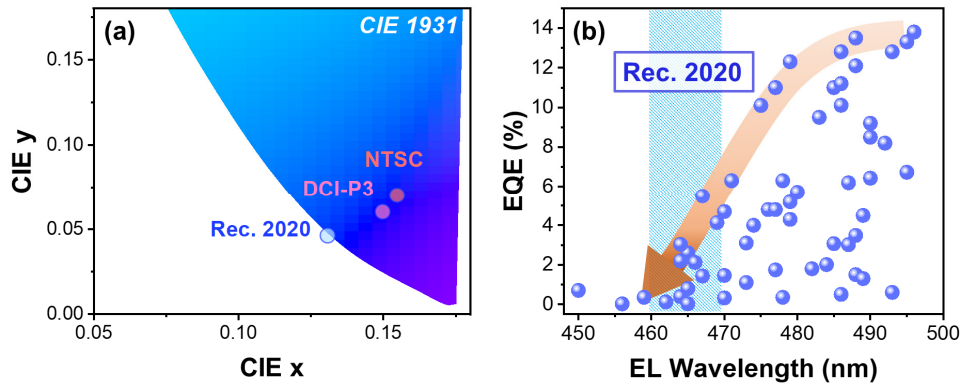 (a)
CIE 1931
NTSC
DCI-P3
Rec. 2020
0.15
0.10
0.05
0.00
0.05
0.10
0.15
CIE y
CIE x
(b)
Rec. 2020
14
12
10
8
6
4
2
0
450
460
470
480
490
500
EQE (%)
EL Wavelength (nm)